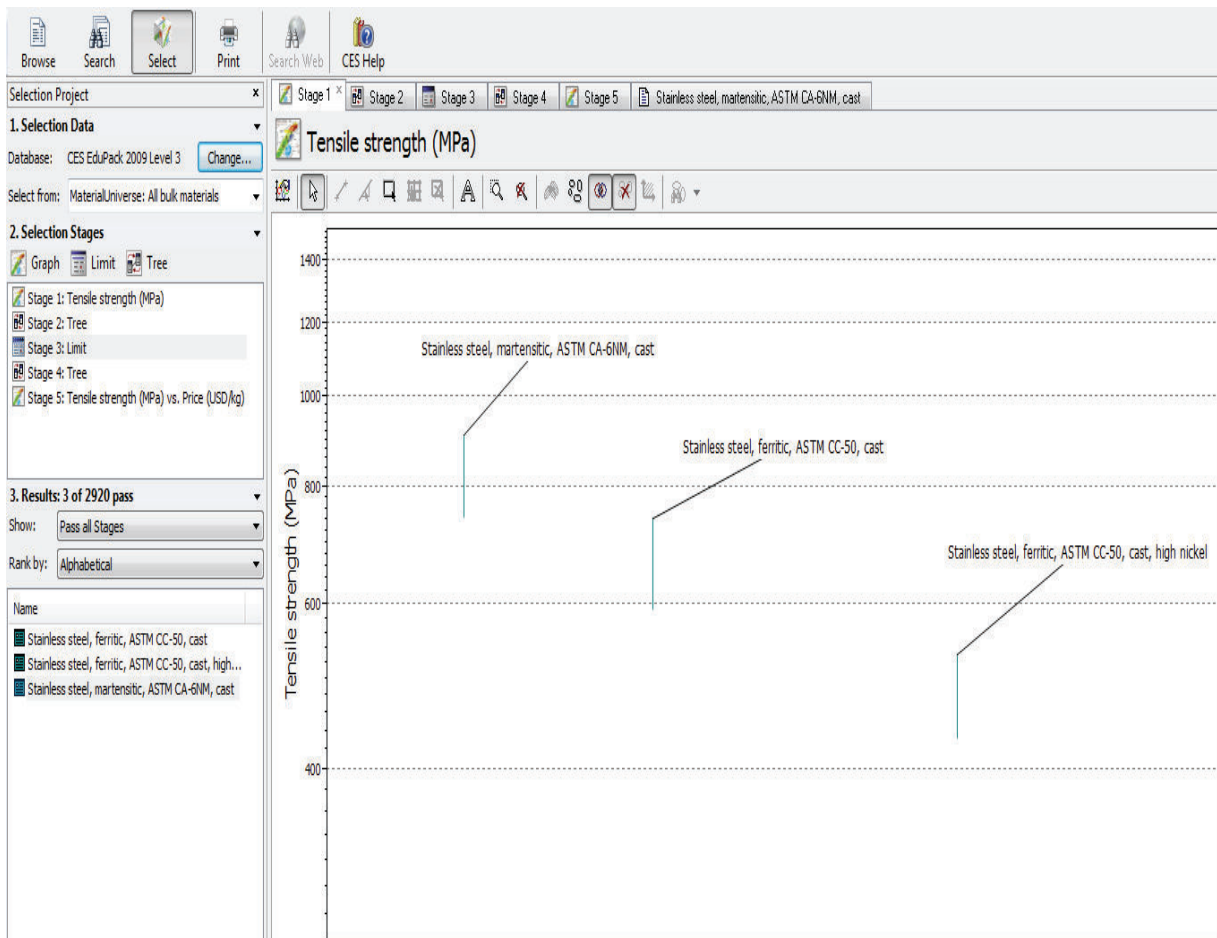 Browse Search Select Print Search Web CES Help
Selection Project x
Stage 1 x Stage 2 Stage 3 Stage 4 Stage 5 Stainless steel, martensitic, ASTM CA-6NM, cast
1. Selection Data
Database: CES EduPack 2009 Level 3 Change...
Select from: MaterialUniverse: All bulk materials
2. Selection Stages
Graph Limit Tree
Stage 1: Tensile strength (MPa)
Stage 2: Tree
Stage 3: Limit
Stage 4: Tree
Stage 5: Tensile strength (MPa) vs. Price (USD/kg)
3. Results: 3 of 2920 pass
Show: Pass all Stages
Rank by: Alphabetical
Name
Stainless steel, ferritic, ASTM CC-50, cast
Stainless steel, ferritic, ASTM CC-50, cast, high...
Stainless steel, martensitic, ASTM CA-6NM, cast
Tensile strength (MPa)
A
Tensile strength (MPa)
1400
1200
Stainless steel, martensitic, ASTM CA-6NM, cast
1000
Stainless steel, ferritic, ASTM CC-50, cast
800
Stainless steel, ferritic, ASTM CC-50, cast, high nickel
600
400